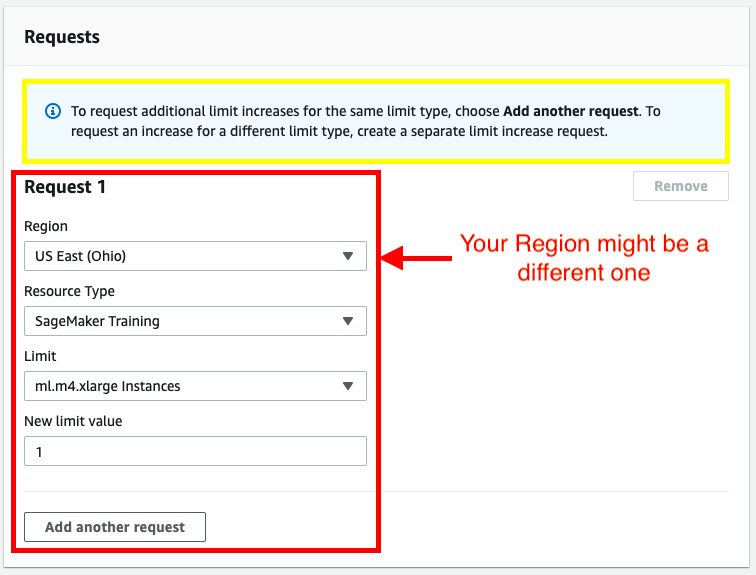 Requests
To request additional limit increases for the same limit type, choose Add another request. To
request an increase for a different limit type, create a separate limit increase request.
Request 1
Remove
Region
US East (Ohio)
Your Region might be a
different one
Resource Type
SageMaker Training
Limit
ml.m4.xlarge Instances
New limit value
1
Add another request